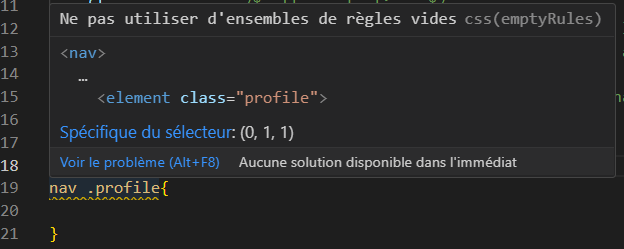 11
12
Ne pas utiliser d'ensembles de règles vides css(emptyRules)
13
<nav>
14
…
15
<element class="profile">
16
17
Spécifique du sélecteur: (0, 1, 1)
18
Voir le problème (Alt+F8) Aucune solution disponible dans l'immédiat
19
nav .profile{
20
21
}